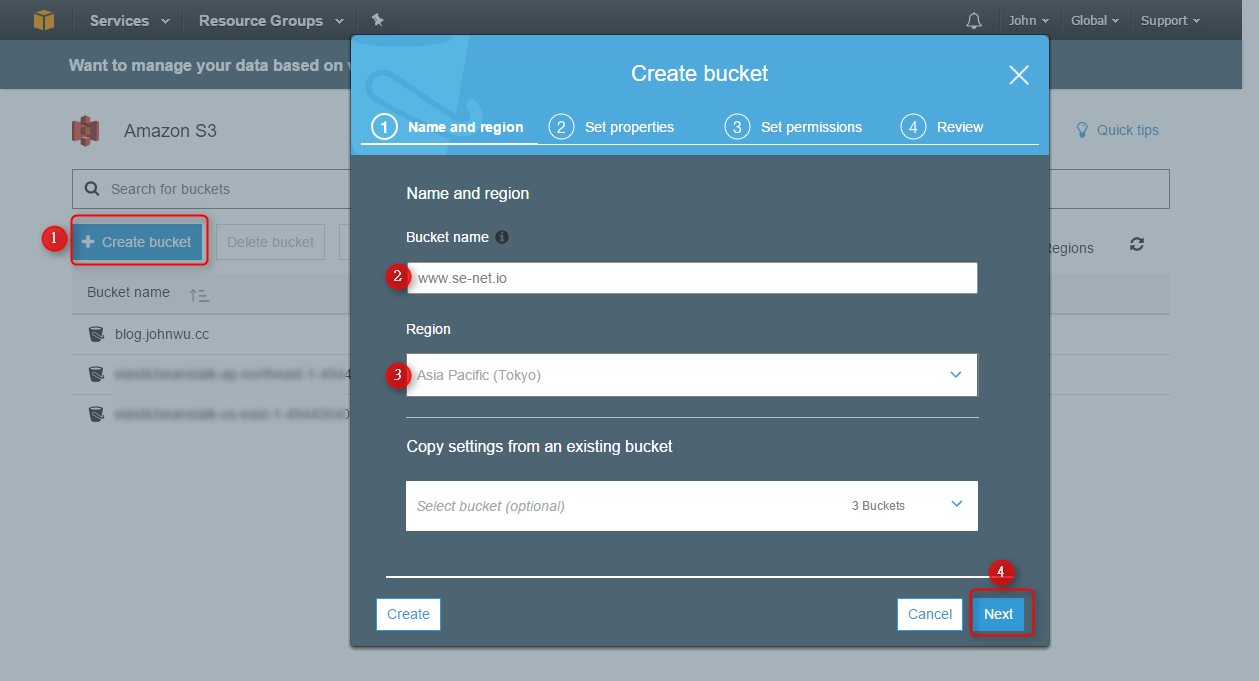 Services
Resource Groups
John
Global
Support
Want to manage your data based on
Create bucket
1 Name and region
2 Set properties
3 Set permissions
4 Review
Amazon S3
Quick tips
Search for buckets
1
Create bucket
Delete bucket
Regions
Bucket name
blog.johnwu.cc
Name and region
Bucket name
2
www.se-net.io
Region
3
Asia Pacific (Tokyo)
Copy settings from an existing bucket
Select bucket (optional)
3 Buckets
4
Create
Cancel
Next